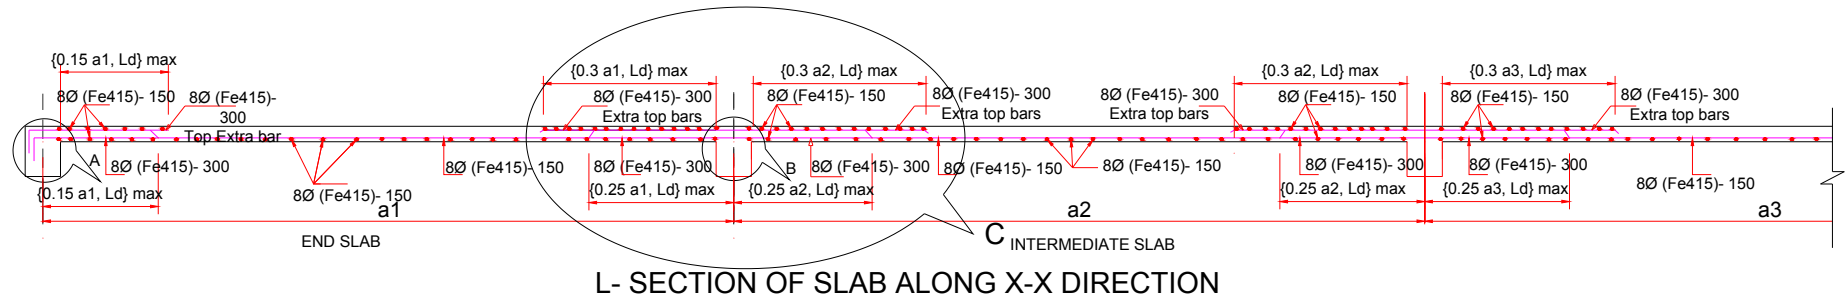 {0.15 a1, Ld} max
{0.3 a1, Ld} max
{0.3 a2, Ld} max
{0.3 a2, Ld} max
{0.3 a3, Ld} max
8Ø (Fe415)- 150
8Ø (Fe415)-
300
Top Extra bar
8Ø (Fe415)- 300
Extra top bars
8Ø (Fe415)- 150
8Ø (Fe415)- 300
Extra top bars
8Ø (Fe415)- 300
Extra top bars
8Ø (Fe415)- 150
8Ø (Fe415)- 150
8Ø (Fe415)- 300
Extra top bars
A
8Ø (Fe415)- 300
8Ø (Fe415)- 150
8Ø (Fe415)- 150
8Ø (Fe415)- 300
B
8Ø (Fe415)- 300
8Ø (Fe415)- 150
8Ø (Fe415)- 150
8Ø (Fe415)- 300
8Ø (Fe415)- 300
8Ø (Fe415)- 150
{0.15 a1, Ld} max
{0.25 a1, Ld} max
{0.25 a2, Ld} max
{0.25 a2, Ld} max
{0.25 a3, Ld} max
a1
a2
a3
END SLAB
C
INTERMEDIATE SLAB
L- SECTION OF SLAB ALONG X-X DIRECTION